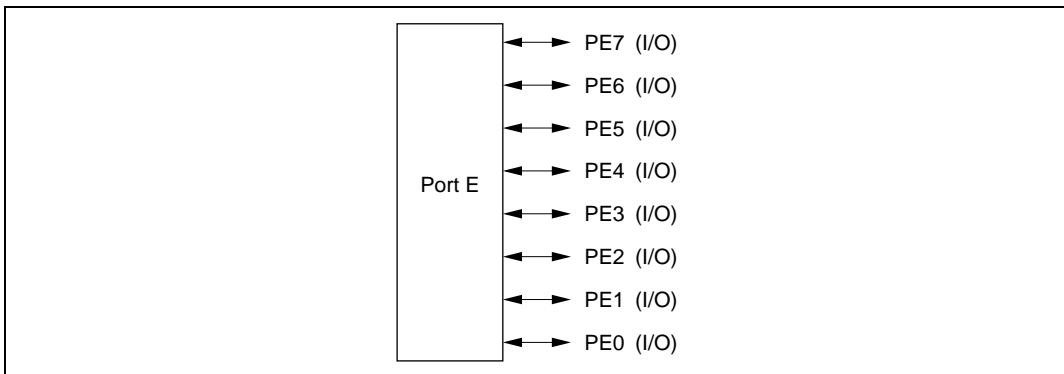 PE7 (I/O)
PE6 (I/O)
PE5 (I/O)
PE4 (I/O)
Port E
PE3 (I/O)
PE2 (I/O)
PE1 (I/O)
PE0 (I/O)